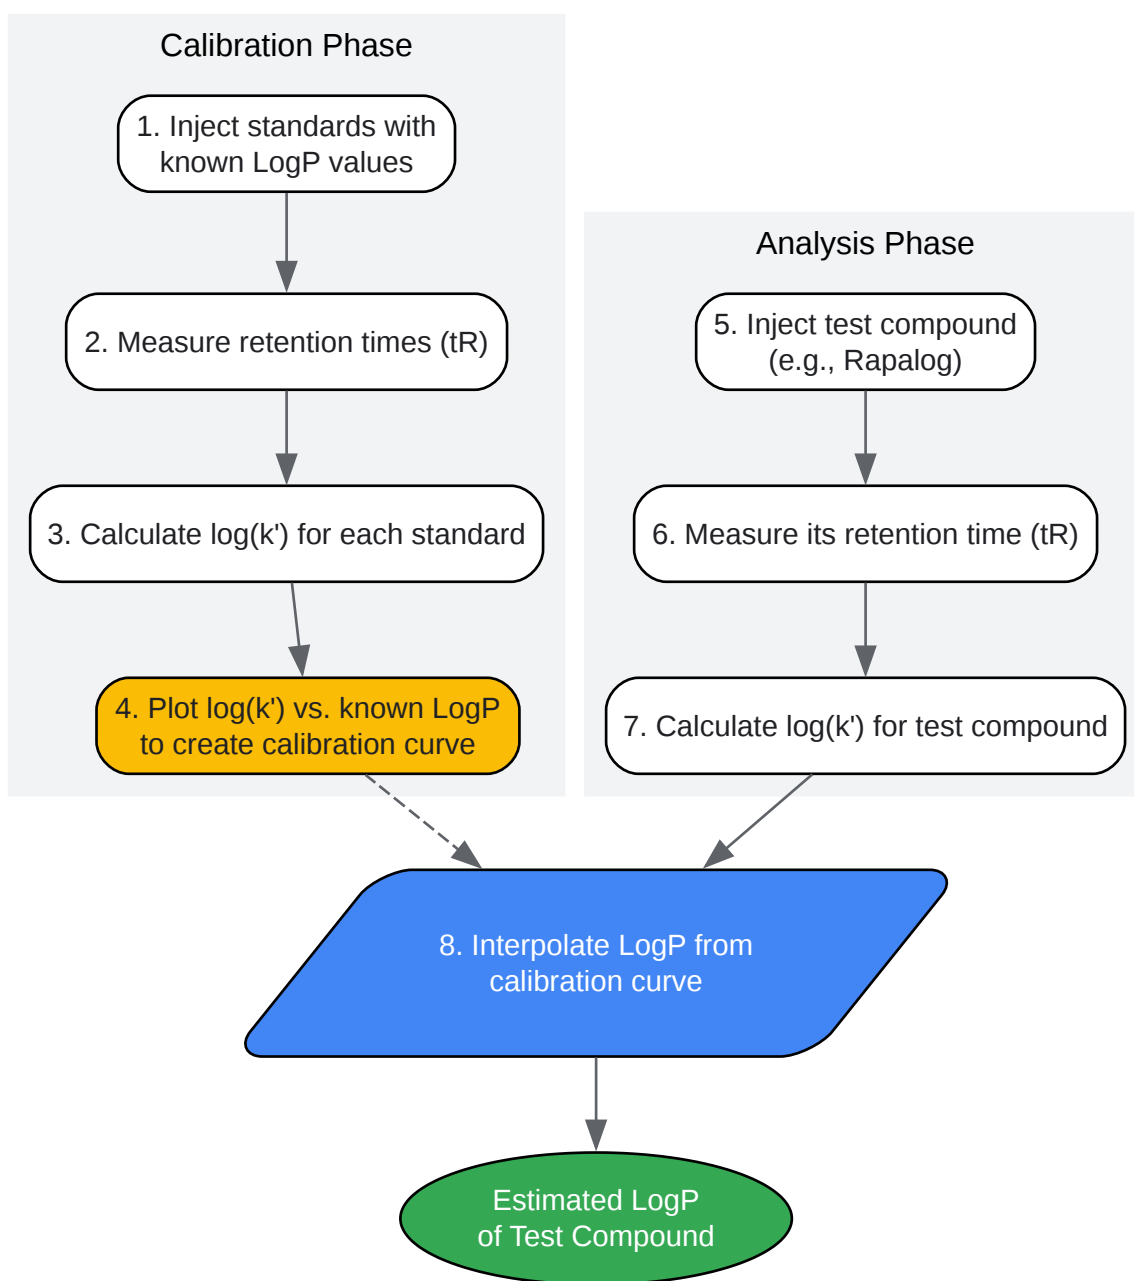 Calibration Phase
1. Inject standards with
known LogP values
2. Measure retention times (tR)
3. Calculate log(k') for each standard
4. Plot log(k') vs. known LogP
to create calibration curve
Analysis Phase
5. Inject test compound
(e.g., Rapalog)
6. Measure its retention time (tR)
7. Calculate log(k') for test compound
8. Interpolate LogP from
calibration curve
Estimated LogP
of Test Compound